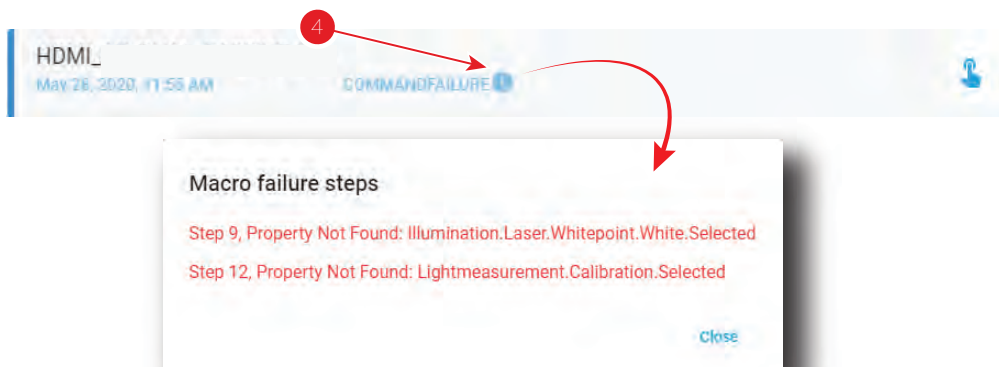 4
HDMI_
May 28, 2020, 11:56 AM
COMMANDFAILURE
Macro failure steps
Step 9, Property Not Found: Illumination.Laser.Whitepoint.White.Selected
Step 12, Property Not Found: Lightmeasurement.Calibration.Selected
Close